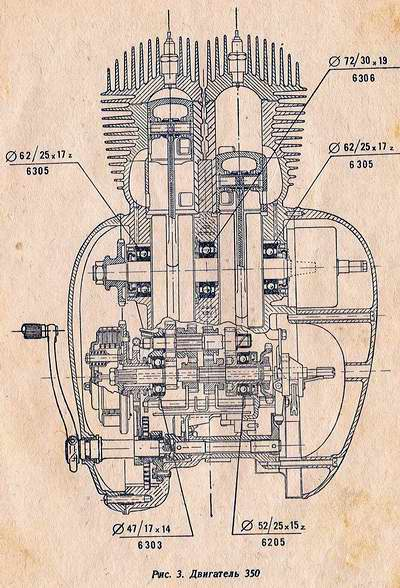 Ø 72/30 x 19
6306
Ø 62/25 x 17 z
6305
Ø 62/25 x 17 z
6305
Ø 47/17 x 14
6303
Ø 52/25 x 15 z
6205
Рис. 3. Двигатель 350